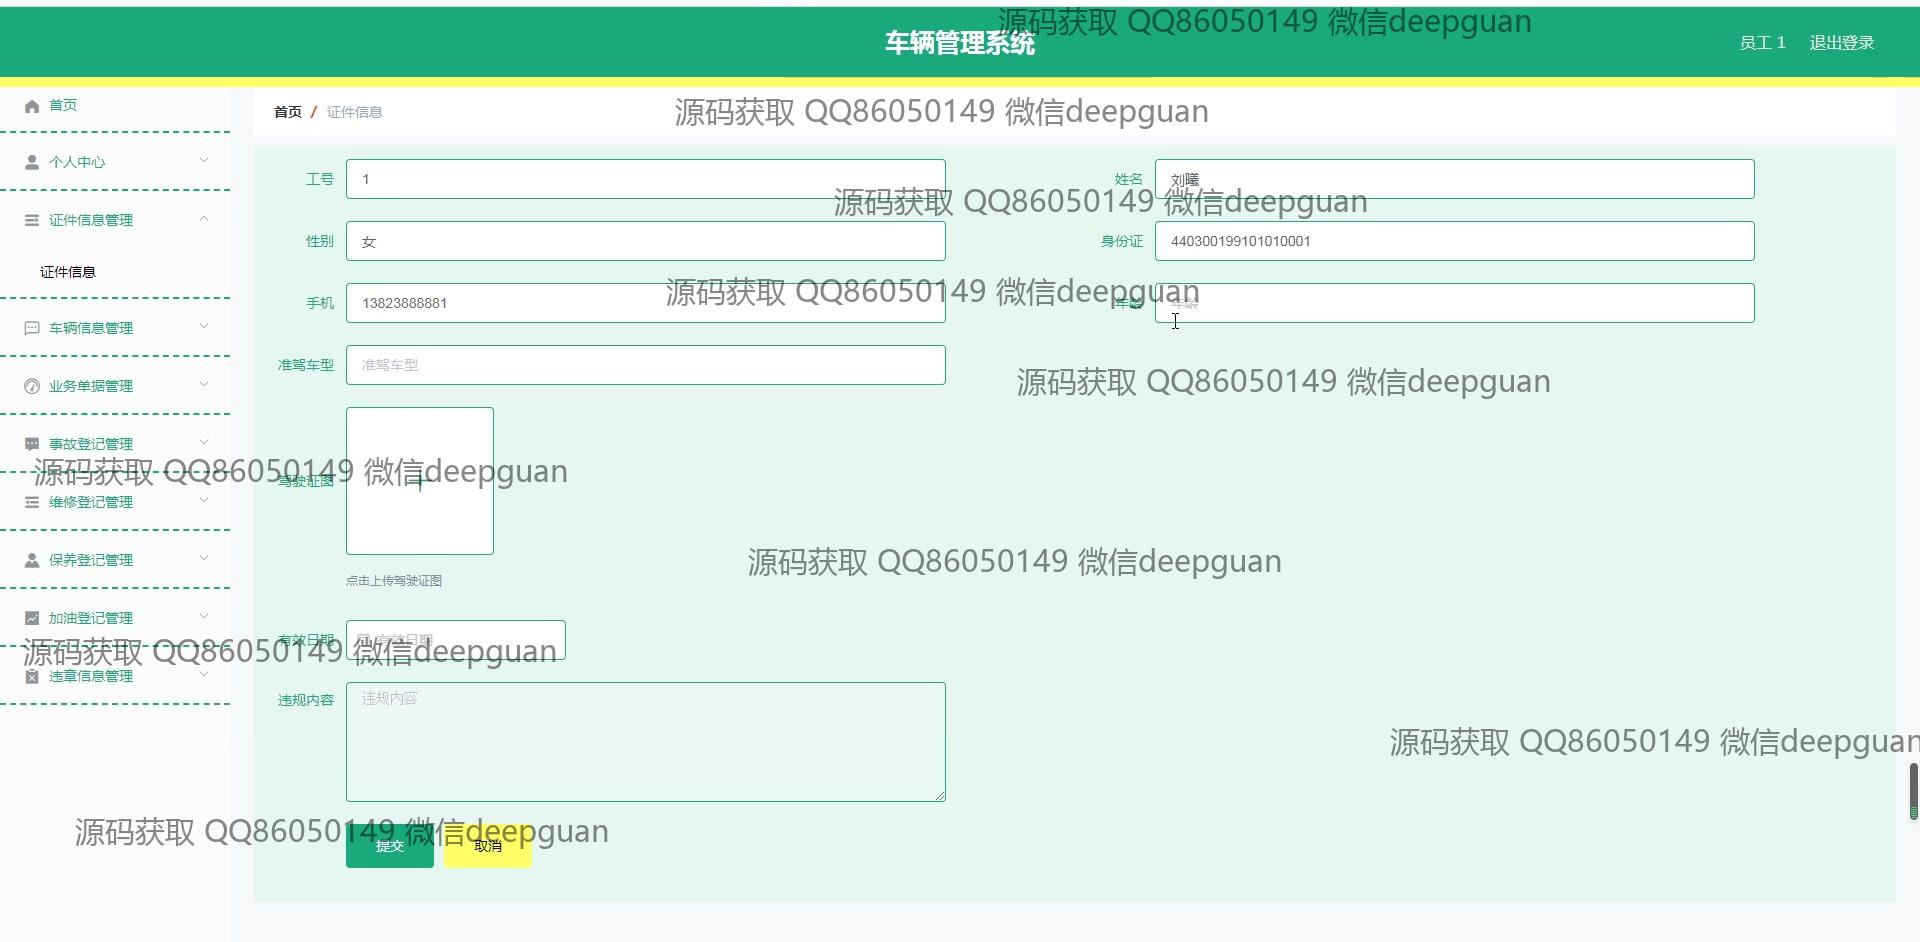 源码获取 QQ86050149 微信deepguan
车辆管理系统
员工 1 退出登录
首页
首页 / 证件信息
源码获取 QQ86050149 微信deepguan
个人中心
工号 1
姓名 刘曦
源码获取 QQ86050149 微信deepguan
证件信息管理
性别 女
身份证 440300199101010001
证件信息
源码获取 QQ86050149 微信deepguan
手机 13823888881
年龄 年龄
车辆信息管理
准驾车型 准驾车型
源码获取 QQ86050149 微信deepguan
业务单据管理
事故登记管理
源码获取 QQ86050149 微信deepguan
驾驶证图
维修登记管理
保养登记管理
源码获取 QQ86050149 微信deepguan
点击上传驾驶证图
加油登记管理
有效日期 有效日期
源码获取 QQ86050149 微信deepguan
违章信息管理
违规内容 违规内容
源码获取 QQ86050149 微信deepguan
源码获取 QQ86050149 微信deepguan
提交 取消